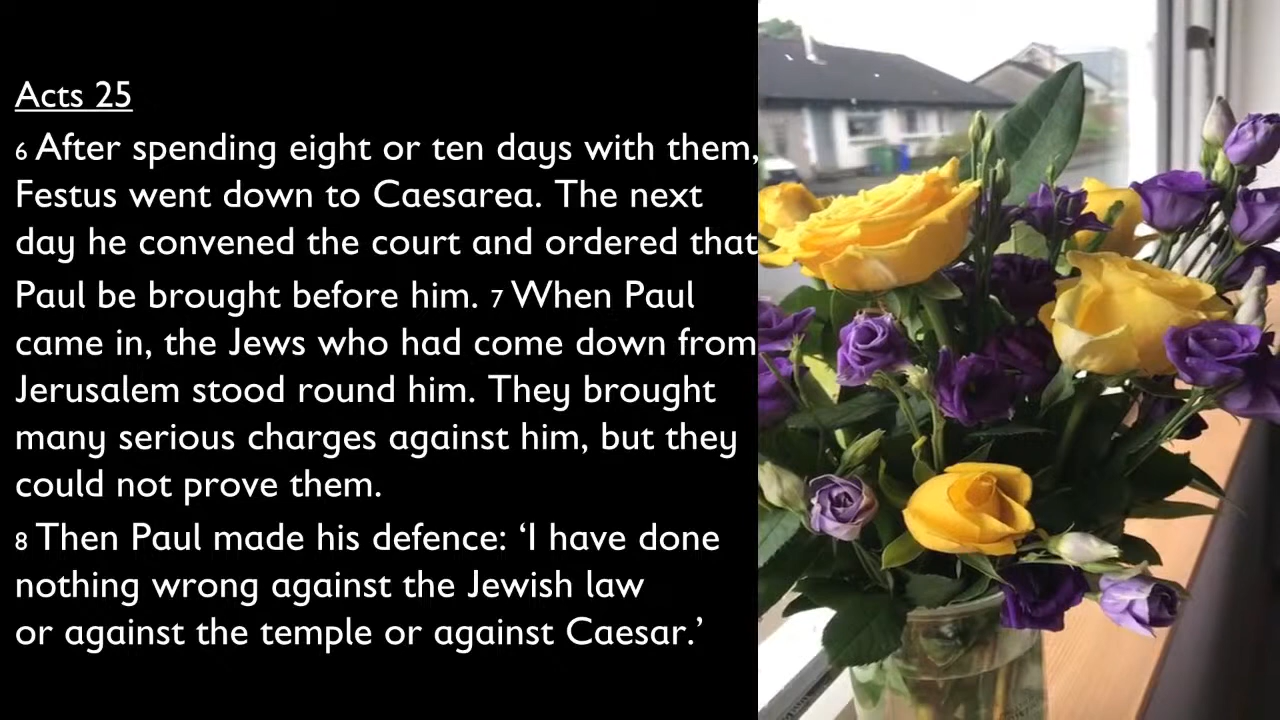 Acts 25
6 After spending eight or ten days with them,
Festus went down to Caesarea. The next
day he convened the court and ordered that
Paul be brought before him. 7 When Paul
came in, the Jews who had come down from
Jerusalem stood round him. They brought
many serious charges against him, but they
could not prove them.
8 Then Paul made his defence: ‘I have done
nothing wrong against the Jewish law
or against the temple or against Caesar.’